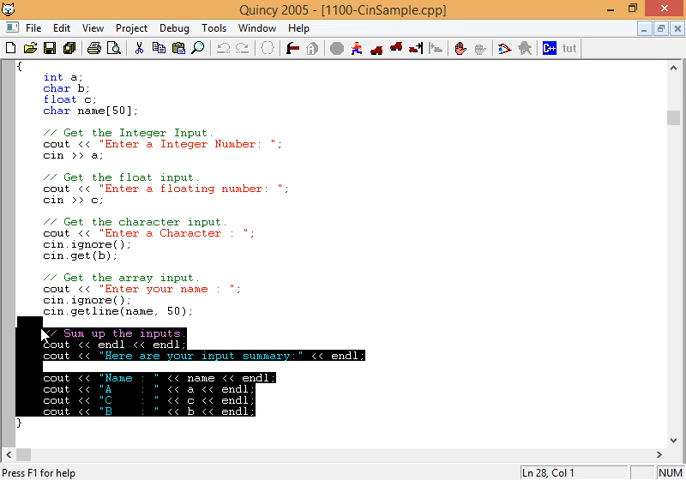 Quincy 2005 - [1100-CinSample.cpp]
File Edit View Project Debug Tools Window Help
C++ tut
{
int a;
char b;
float c;
char name[50];
// Get the Integer Input.
cout << "Enter a Integer Number: ";
cin >> a;
// Get the float input.
cout << "Enter a floating number: ";
cin >> c;
// Get the character input.
cout << "Enter a Character : ";
cin.ignore();
cin.get(b);
// Get the array input.
cout << "Enter your name : ";
cin.ignore();
cin.getline(name, 50);
// Sum up the inputs.
cout << endl << endl;
cout << "Here are your input summary:" << endl;
cout << "Name : " << name << endl;
cout << "A    : " << a << endl;
cout << "C    : " << c << endl;
cout << "B    : " << b << endl;
}
Press F1 for help Ln 28, Col 1 NUM